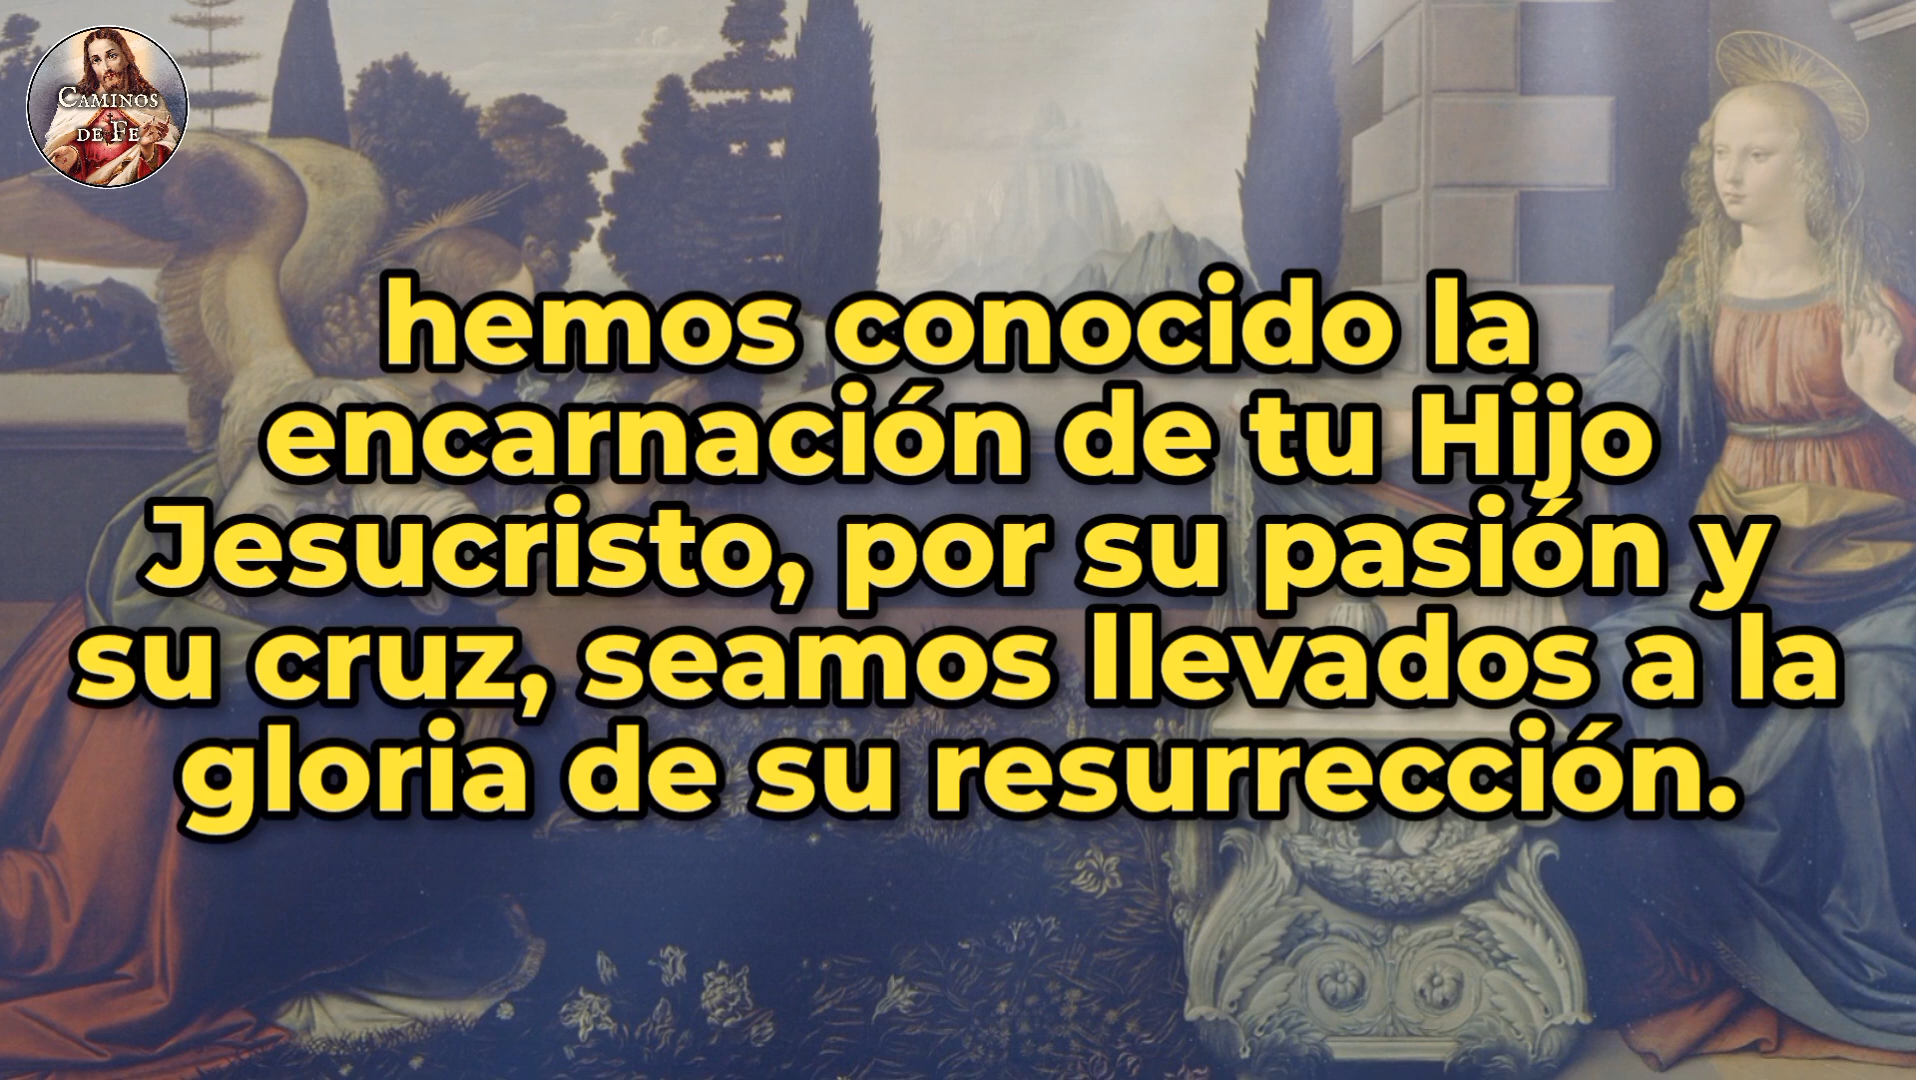 CAMINOS
DE FE
hemos conocido la
encarnación de tu Hijo
Jesucristo, por su pasión y
su cruz, seamos llevados a la
gloria de su resurrección.